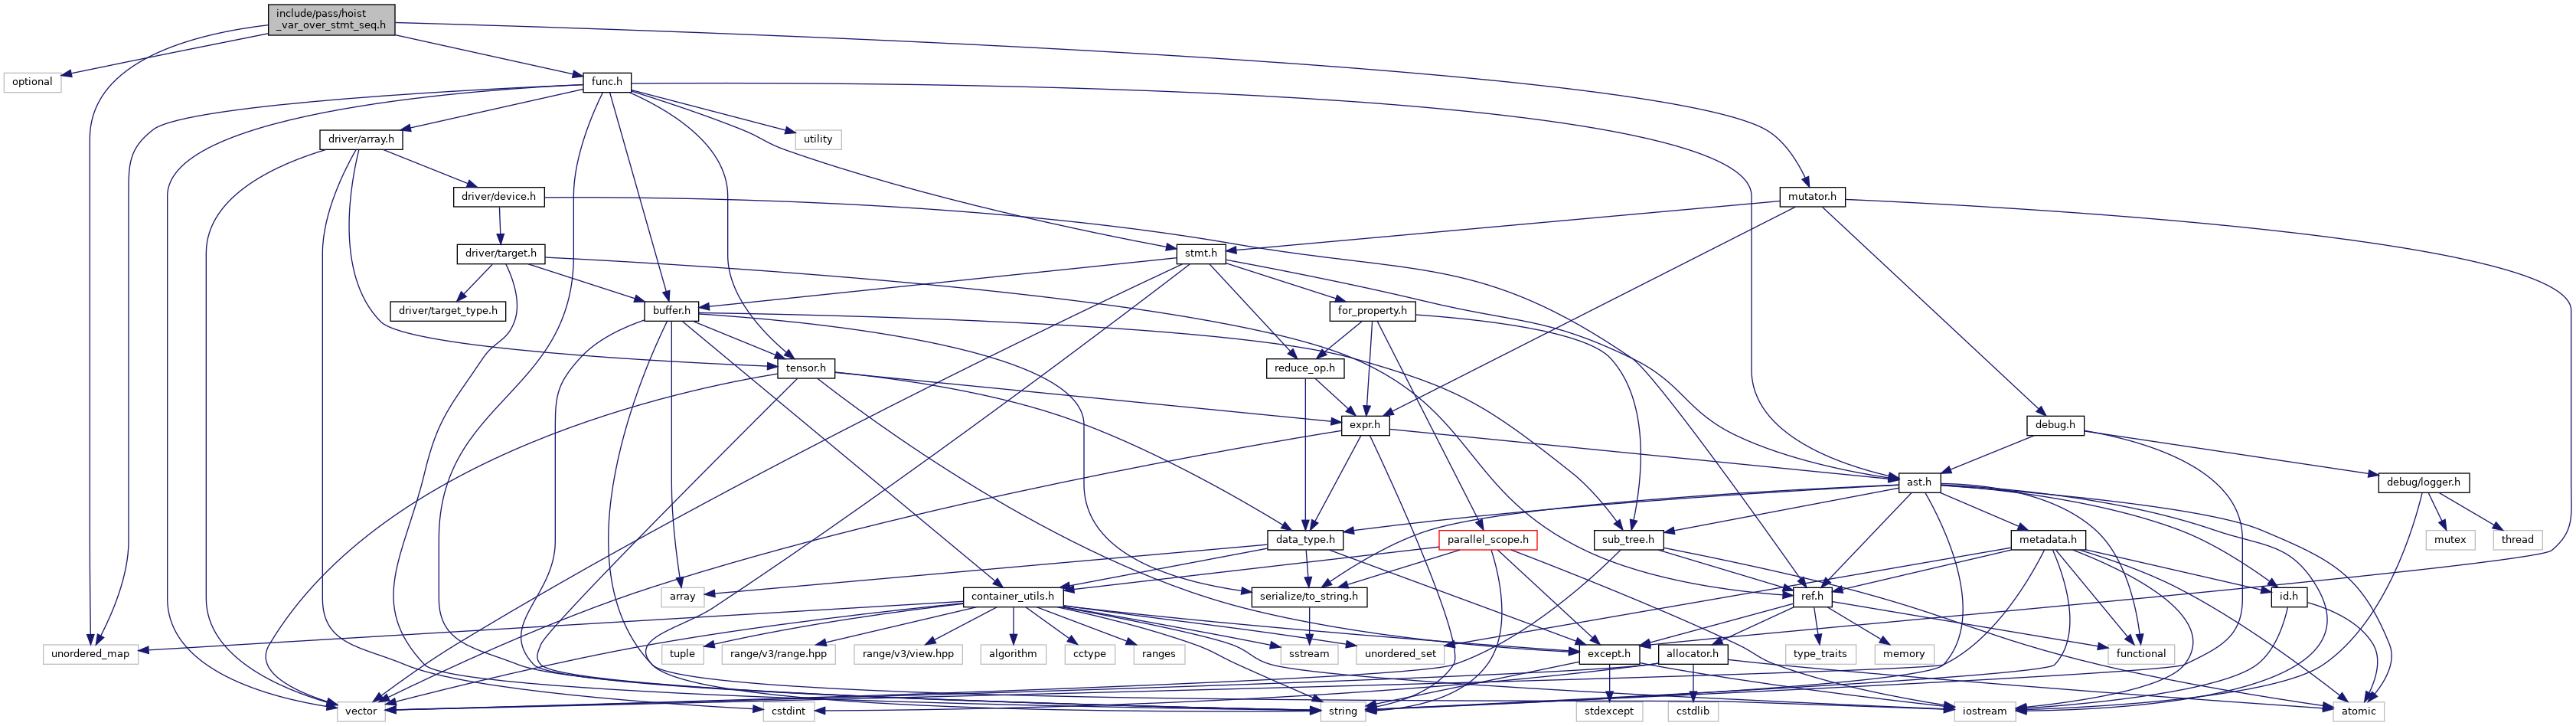 include/pass/hoist
_var_over_stmt_seq.h
optional
func.h
driver/array.h
utility
driver/device.h
mutator.h
driver/target.h
stmt.h
driver/target_type.h
buffer.h
for_property.h
tensor.h
reduce_op.h
expr.h
debug.h
ast.h
debug/logger.h
data_type.h
parallel_scope.h
sub_tree.h
metadata.h
mutex
thread
array
container_utils.h
serialize/to_string.h
ref.h
id.h
unordered_map
tuple
range/v3/range.hpp
range/v3/view.hpp
algorithm
cctype
ranges
sstream
unordered_set
except.h
allocator.h
type_traits
memory
functional
vector
cstdint
string
stdexcept
cstdlib
iostream
atomic